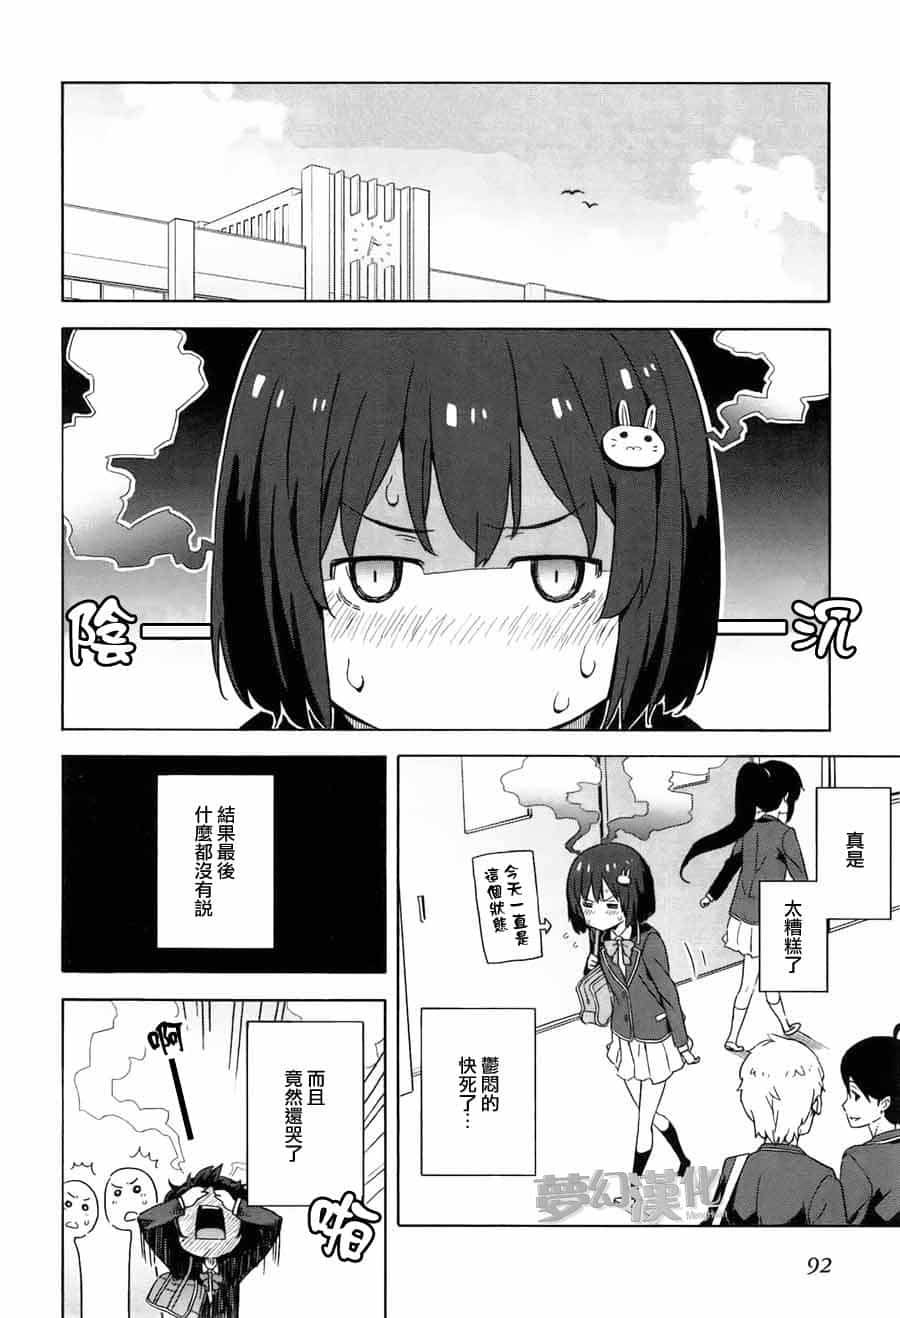 陰
沉
真是
太糟糕了
今天一直是
這個狀態
鬱悶的
快死了…
結果最後
什麼都沒有説
而且
竟然還哭了
啊
啪
夢幻漢化
92